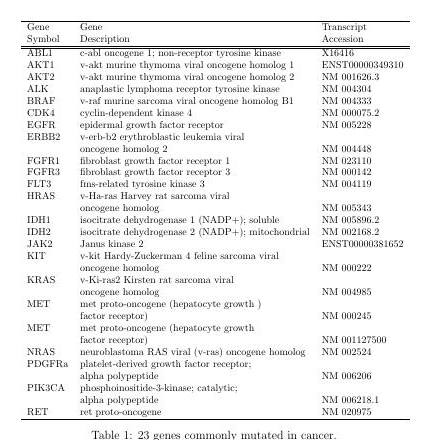 Gene Gene Transcript
Symbol Description Accession
ABL1 c-abl oncogene 1; non-receptor tyrosine kinase X16416
AKT1 v-akt murine thymoma viral oncogene homolog 1 ENST00000349310
AKT2 v-akt murine thymoma viral oncogene homolog 2 NM 001626.3
ALK anaplastic lymphoma receptor tyrosine kinase NM 004304
BRAF v-raf murine sarcoma viral oncogene homolog B1 NM 004333
CDK4 cyclin-dependent kinase 4 NM 000075.2
EGFR epidermal growth factor receptor NM 005228
ERBB2 v-erb-b2 erythroblastic leukemia viral
oncogene homolog 2 NM 004448
FGFR1 fibroblast growth factor receptor 1 NM 023110
FGFR3 fibroblast growth factor receptor 3 NM 000142
FLT3 fms-related tyrosine kinase 3 NM 004119
HRAS v-Ha-ras Harvey rat sarcoma viral
oncogene homolog NM 005343
IDH1 isocitrate dehydrogenase 1 (NADP+); soluble NM 005896.2
IDH2 isocitrate dehydrogenase 2 (NADP+); mitochondrial NM 002168.2
JAK2 Janus kinase 2 ENST00000381652
KIT v-kit Hardy-Zuckerman 4 feline sarcoma viral
oncogene homolog NM 000222
KRAS v-Ki-ras2 Kirsten rat sarcoma viral
oncogene homolog NM 004985
MET met proto-oncogene (hepatocyte growth )
factor receptor) NM 000245
MET met proto-oncogene (hepatocyte growth
factor receptor) NM 001127500
NRAS neuroblastoma RAS viral (v-ras) oncogene homolog NM 002524
PDGFRa platelet-derived growth factor receptor;
alpha polypeptide NM 006206
PIK3CA phosphoinositide-3-kinase; catalytic;
alpha polypeptide NM 006218.1
RET ret proto-oncogene NM 020975
Table 1: 23 genes commonly mutated in cancer.